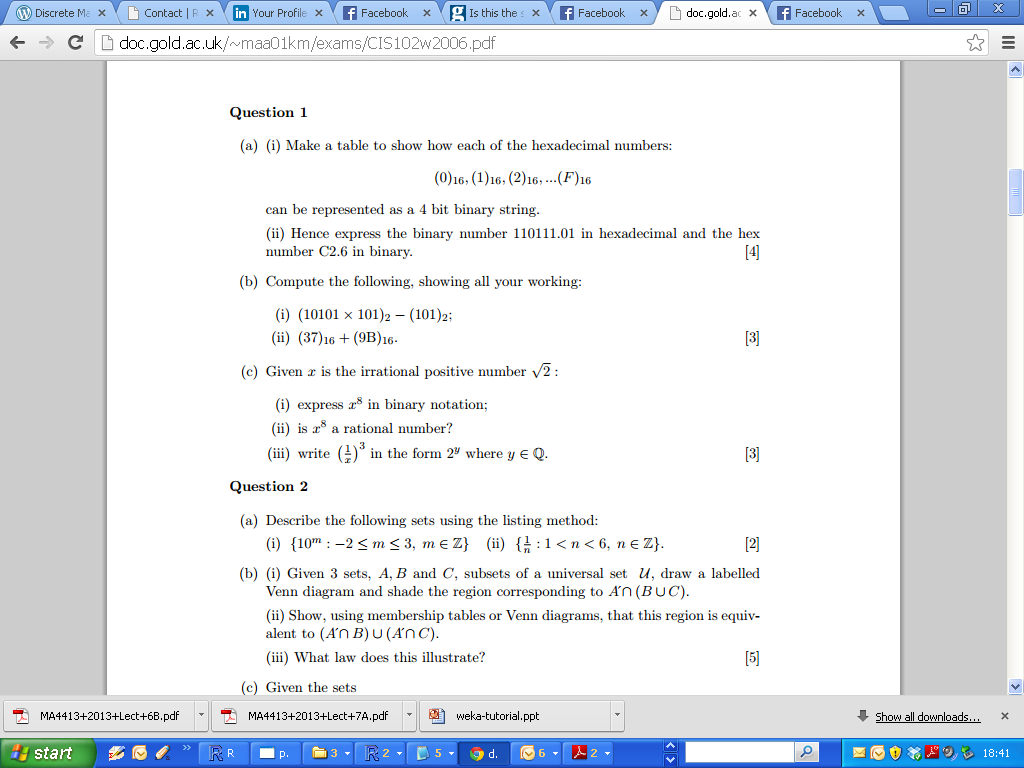 Discrete Ma
Contact | R
Your Profile
Facebook
Is this the s
Facebook
doc.gold.ac
Facebook
doc.gold.ac.uk/~maa01km/exams/CIS102w2006.pdf
Question 1
(a) (i) Make a table to show how each of the hexadecimal numbers:
(0)₁₆, (1)₁₆, (2)₁₆, ...(F)₁₆
can be represented as a 4 bit binary string.
(ii) Hence express the binary number 110111.01 in hexadecimal and the hex
number C2.6 in binary. [4]
(b) Compute the following, showing all your working:
(i) (10101 × 101)₂ − (101)₂;
(ii) (37)₁₆ + (9B)₁₆. [3]
(c) Given x is the irrational positive number √2 :
(i) express x⁸ in binary notation;
(ii) is x⁸ a rational number?
(iii) write (1/x)³ in the form 2ʸ where y ∈ ℚ. [3]
Question 2
(a) Describe the following sets using the listing method:
(i) {10ᵐ : −2 ≤ m ≤ 3, m ∈ ℤ} (ii) {1/n : 1 < n < 6, n ∈ ℤ}. [2]
(b) (i) Given 3 sets, A, B and C, subsets of a universal set 𝒰, draw a labelled
Venn diagram and shade the region corresponding to A′∩ (B ∪ C).
(ii) Show, using membership tables or Venn diagrams, that this region is equiv-
alent to (A′∩ B) ∪ (A′∩ C).
(iii) What law does this illustrate? [5]
(c) Given the sets
MA4413+2013+Lect+6B.pdf
MA4413+2013+Lect+7A.pdf
weka-tutorial.ppt
Show all downloads...
start
R
p.
3
2
5
d.
6
2
18:41